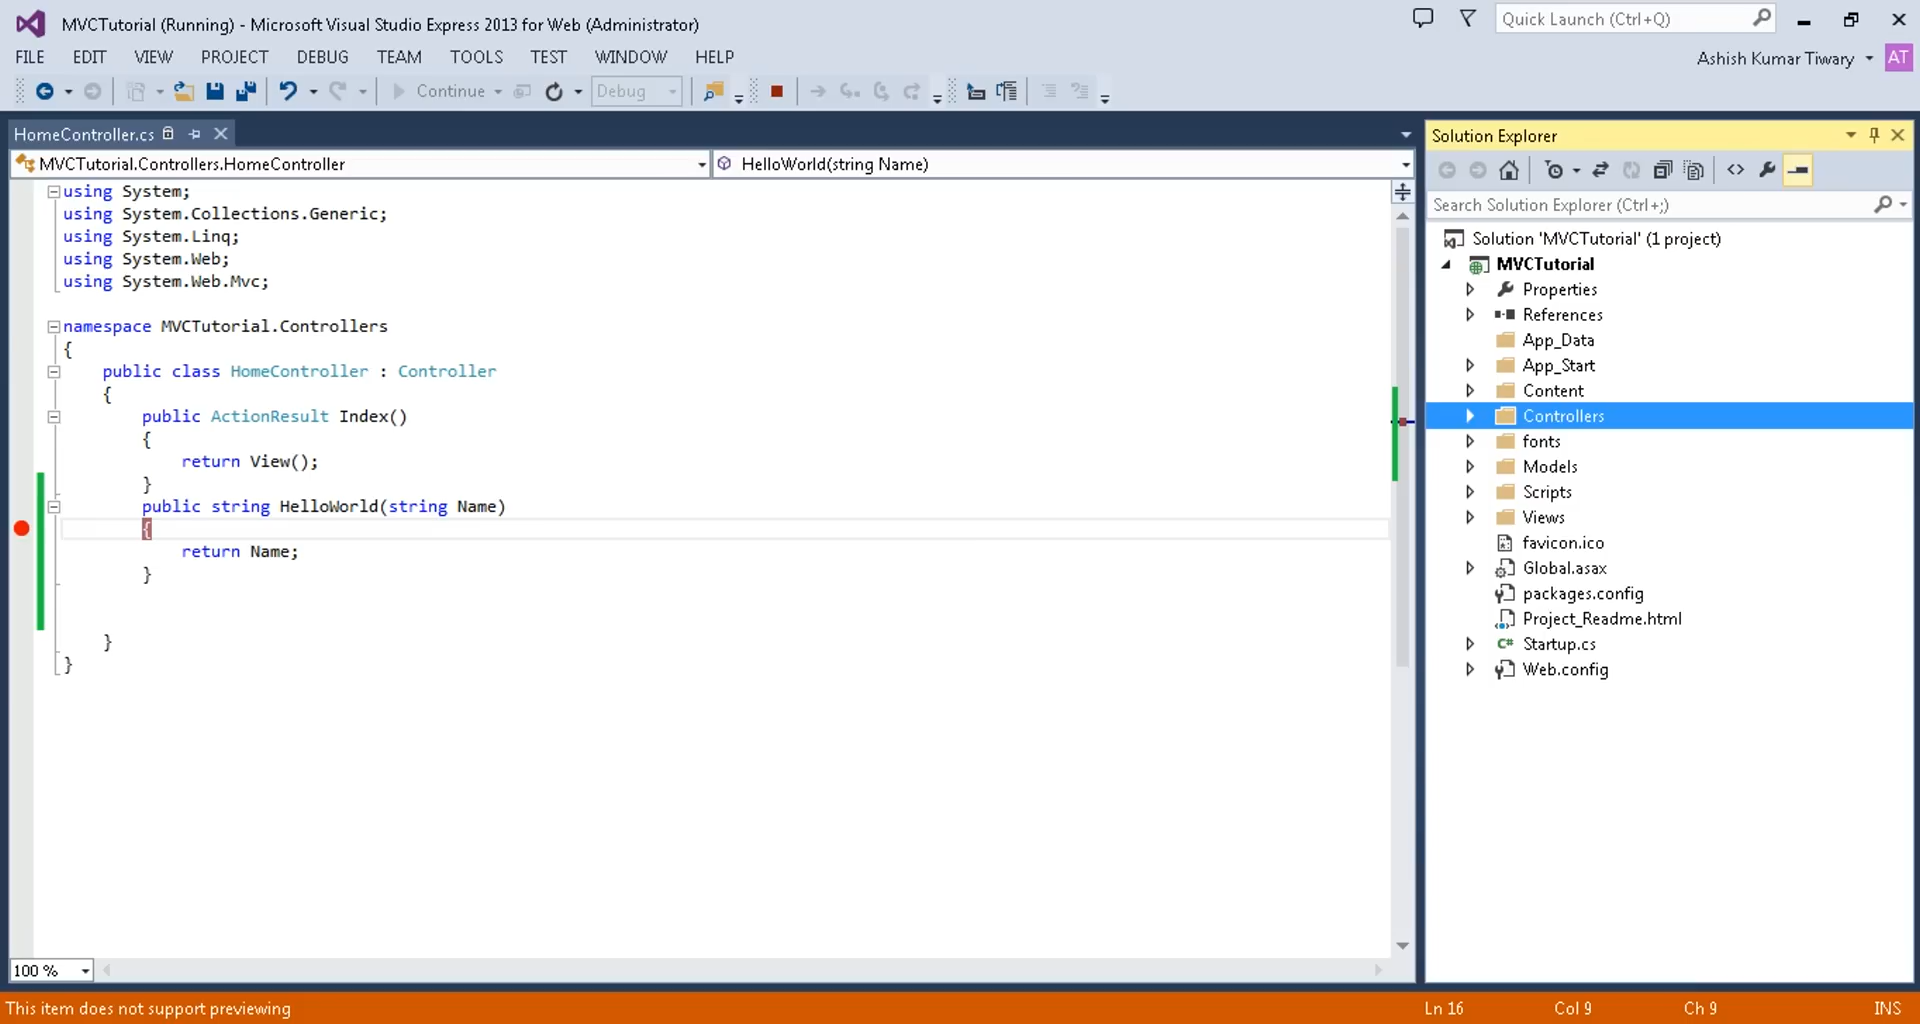 MVCTutorial (Running) - Microsoft Visual Studio Express 2013 for Web (Administrator)
Quick Launch (Ctrl+Q)
FILE EDIT VIEW PROJECT DEBUG TEAM TOOLS TEST WINDOW HELP
Ashish Kumar Tiwary AT
Continue Debug
HomeController.cs
MVCTutorial.Controllers.HomeController
HelloWorld(string Name)
using System;
using System.Collections.Generic;
using System.Linq;
using System.Web;
using System.Web.Mvc;
namespace MVCTutorial.Controllers
{
public class HomeController : Controller
{
public ActionResult Index()
{
return View();
}
public string HelloWorld(string Name)
{
return Name;
}
}
}
100 %
Solution Explorer
Search Solution Explorer (Ctrl+;)
Solution 'MVCTutorial' (1 project)
MVCTutorial
Properties
References
App_Data
App_Start
Content
Controllers
fonts
Models
Scripts
Views
favicon.ico
Global.asax
packages.config
Project_Readme.html
C# Startup.cs
Web.config
This item does not support previewing
Ln 16 Col 9 Ch 9 INS